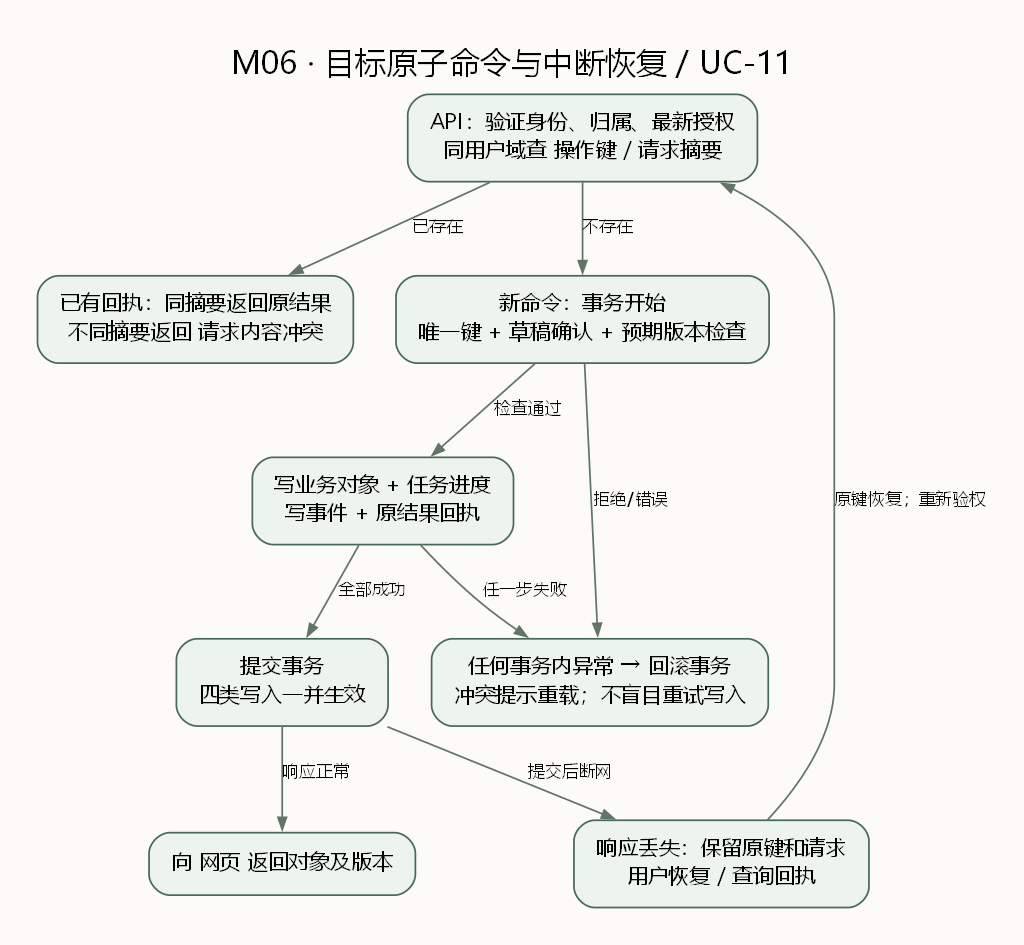 M06 · 目标原子命令与中断恢复 / UC-11
API：验证身份、归属、最新授权
同用户域查 操作键 / 请求摘要
已存在
不存在
已有回执：同摘要返回原结果
不同摘要返回 请求内容冲突
新命令：事务开始
唯一键 + 草稿确认 + 预期版本检查
检查通过
写业务对象 + 任务进度
写事件 + 原结果回执
拒绝/错误
原键恢复；重新验权
全部成功
任一步失败
提交事务
四类写入一并生效
任何事务内异常 → 回滚事务
冲突提示重载；不盲目重试写入
响应正常
提交后断网
向 网页 返回对象及版本
响应丢失：保留原键和请求
用户恢复 / 查询回执